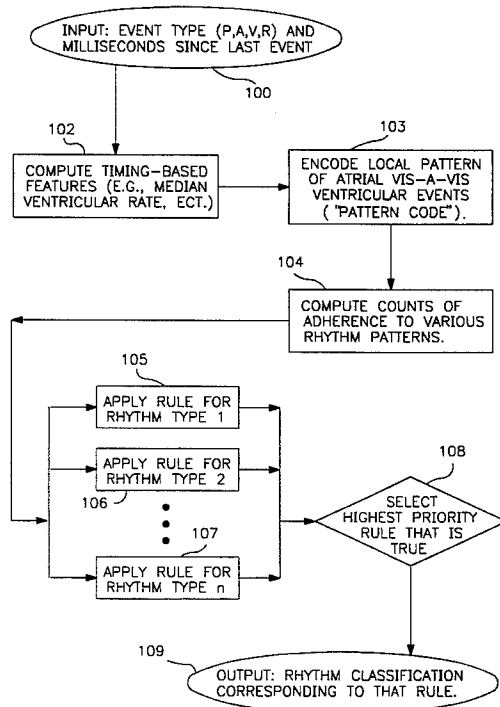 INPUT: EVENT TYPE (P,A,V,R) AND
MILLISECONDS SINCE LAST EVENT
100
102
COMPUTE TIMING-BASED
FEATURES (E.G., MEDIAN
VENTRICULAR RATE, ECT.)
103
ENCODE LOCAL PATTERN
OF ATRIAL VIS-A-VIS
VENTRICULAR EVENTS
( "PATTERN CODE").
104
COMPUTE COUNTS OF
ADHERENCE TO VARIOUS
RHYTHM PATTERNS.
105
APPLY RULE FOR
RHYTHM TYPE 1
APPLY RULE FOR
RHYTHM TYPE 2
106
107
APPLY RULE FOR
RHYTHM TYPE n
108
SELECT
HIGHEST PRIORITY
RULE THAT IS
TRUE
109
OUTPUT: RHYTHM CLASSIFICATION
CORRESPONDING TO THAT RULE.